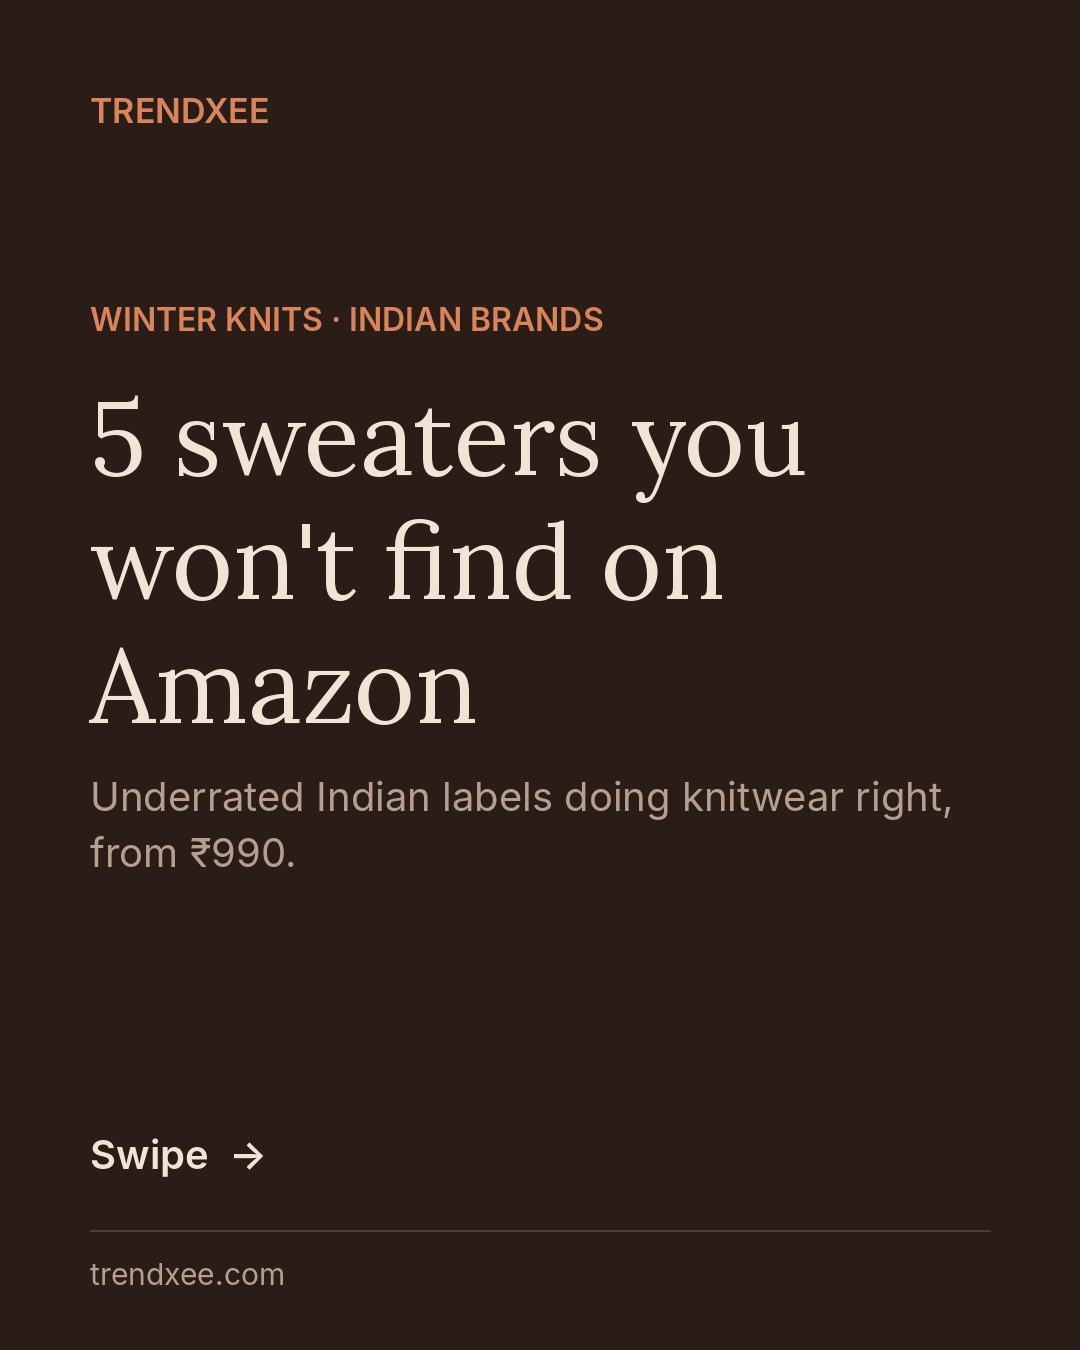 TRENDXEE
WINTER KNITS · INDIAN BRANDS
5 sweaters you
won't find on
Amazon
Underrated Indian labels doing knitwear right,
from ₹990.
Swipe →
trendxee.com